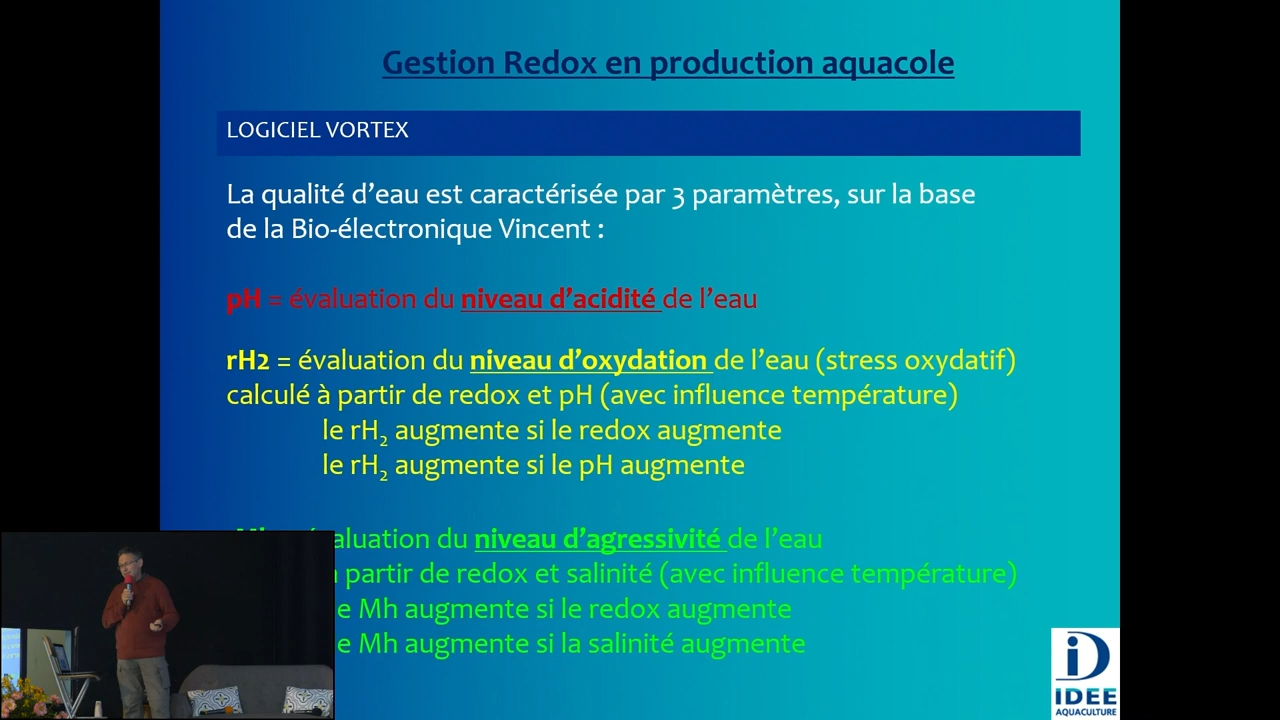 Gestion Redox en production aquacole
LOGICIEL VORTEX
La qualité d’eau est caractérisée par 3 paramètres, sur la base
de la Bio-électronique Vincent :
pH = évaluation du niveau d’acidité de l’eau
rH2 = évaluation du niveau d’oxydation de l’eau (stress oxydatif)
calculé à partir de redox et pH (avec influence température)
le rH₂ augmente si le redox augmente
le rH₂ augmente si le pH augmente
aluation du niveau d’agressivité de l’eau
partir de redox et salinité (avec influence température)
e Mh augmente si le redox augmente
e Mh augmente si la salinité augmente
iD
IDEE
AQUACULTURE